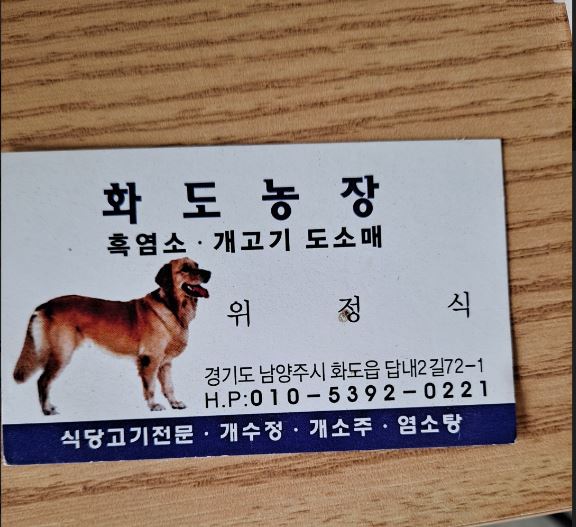 화도농장
흑염소 · 개고기 도소매
위 정 식
경기도 남양주시 화도읍 답내2길72-1
H.P:010-5392-0221
식당고기전문 · 개수정 · 개소주 · 염소탕